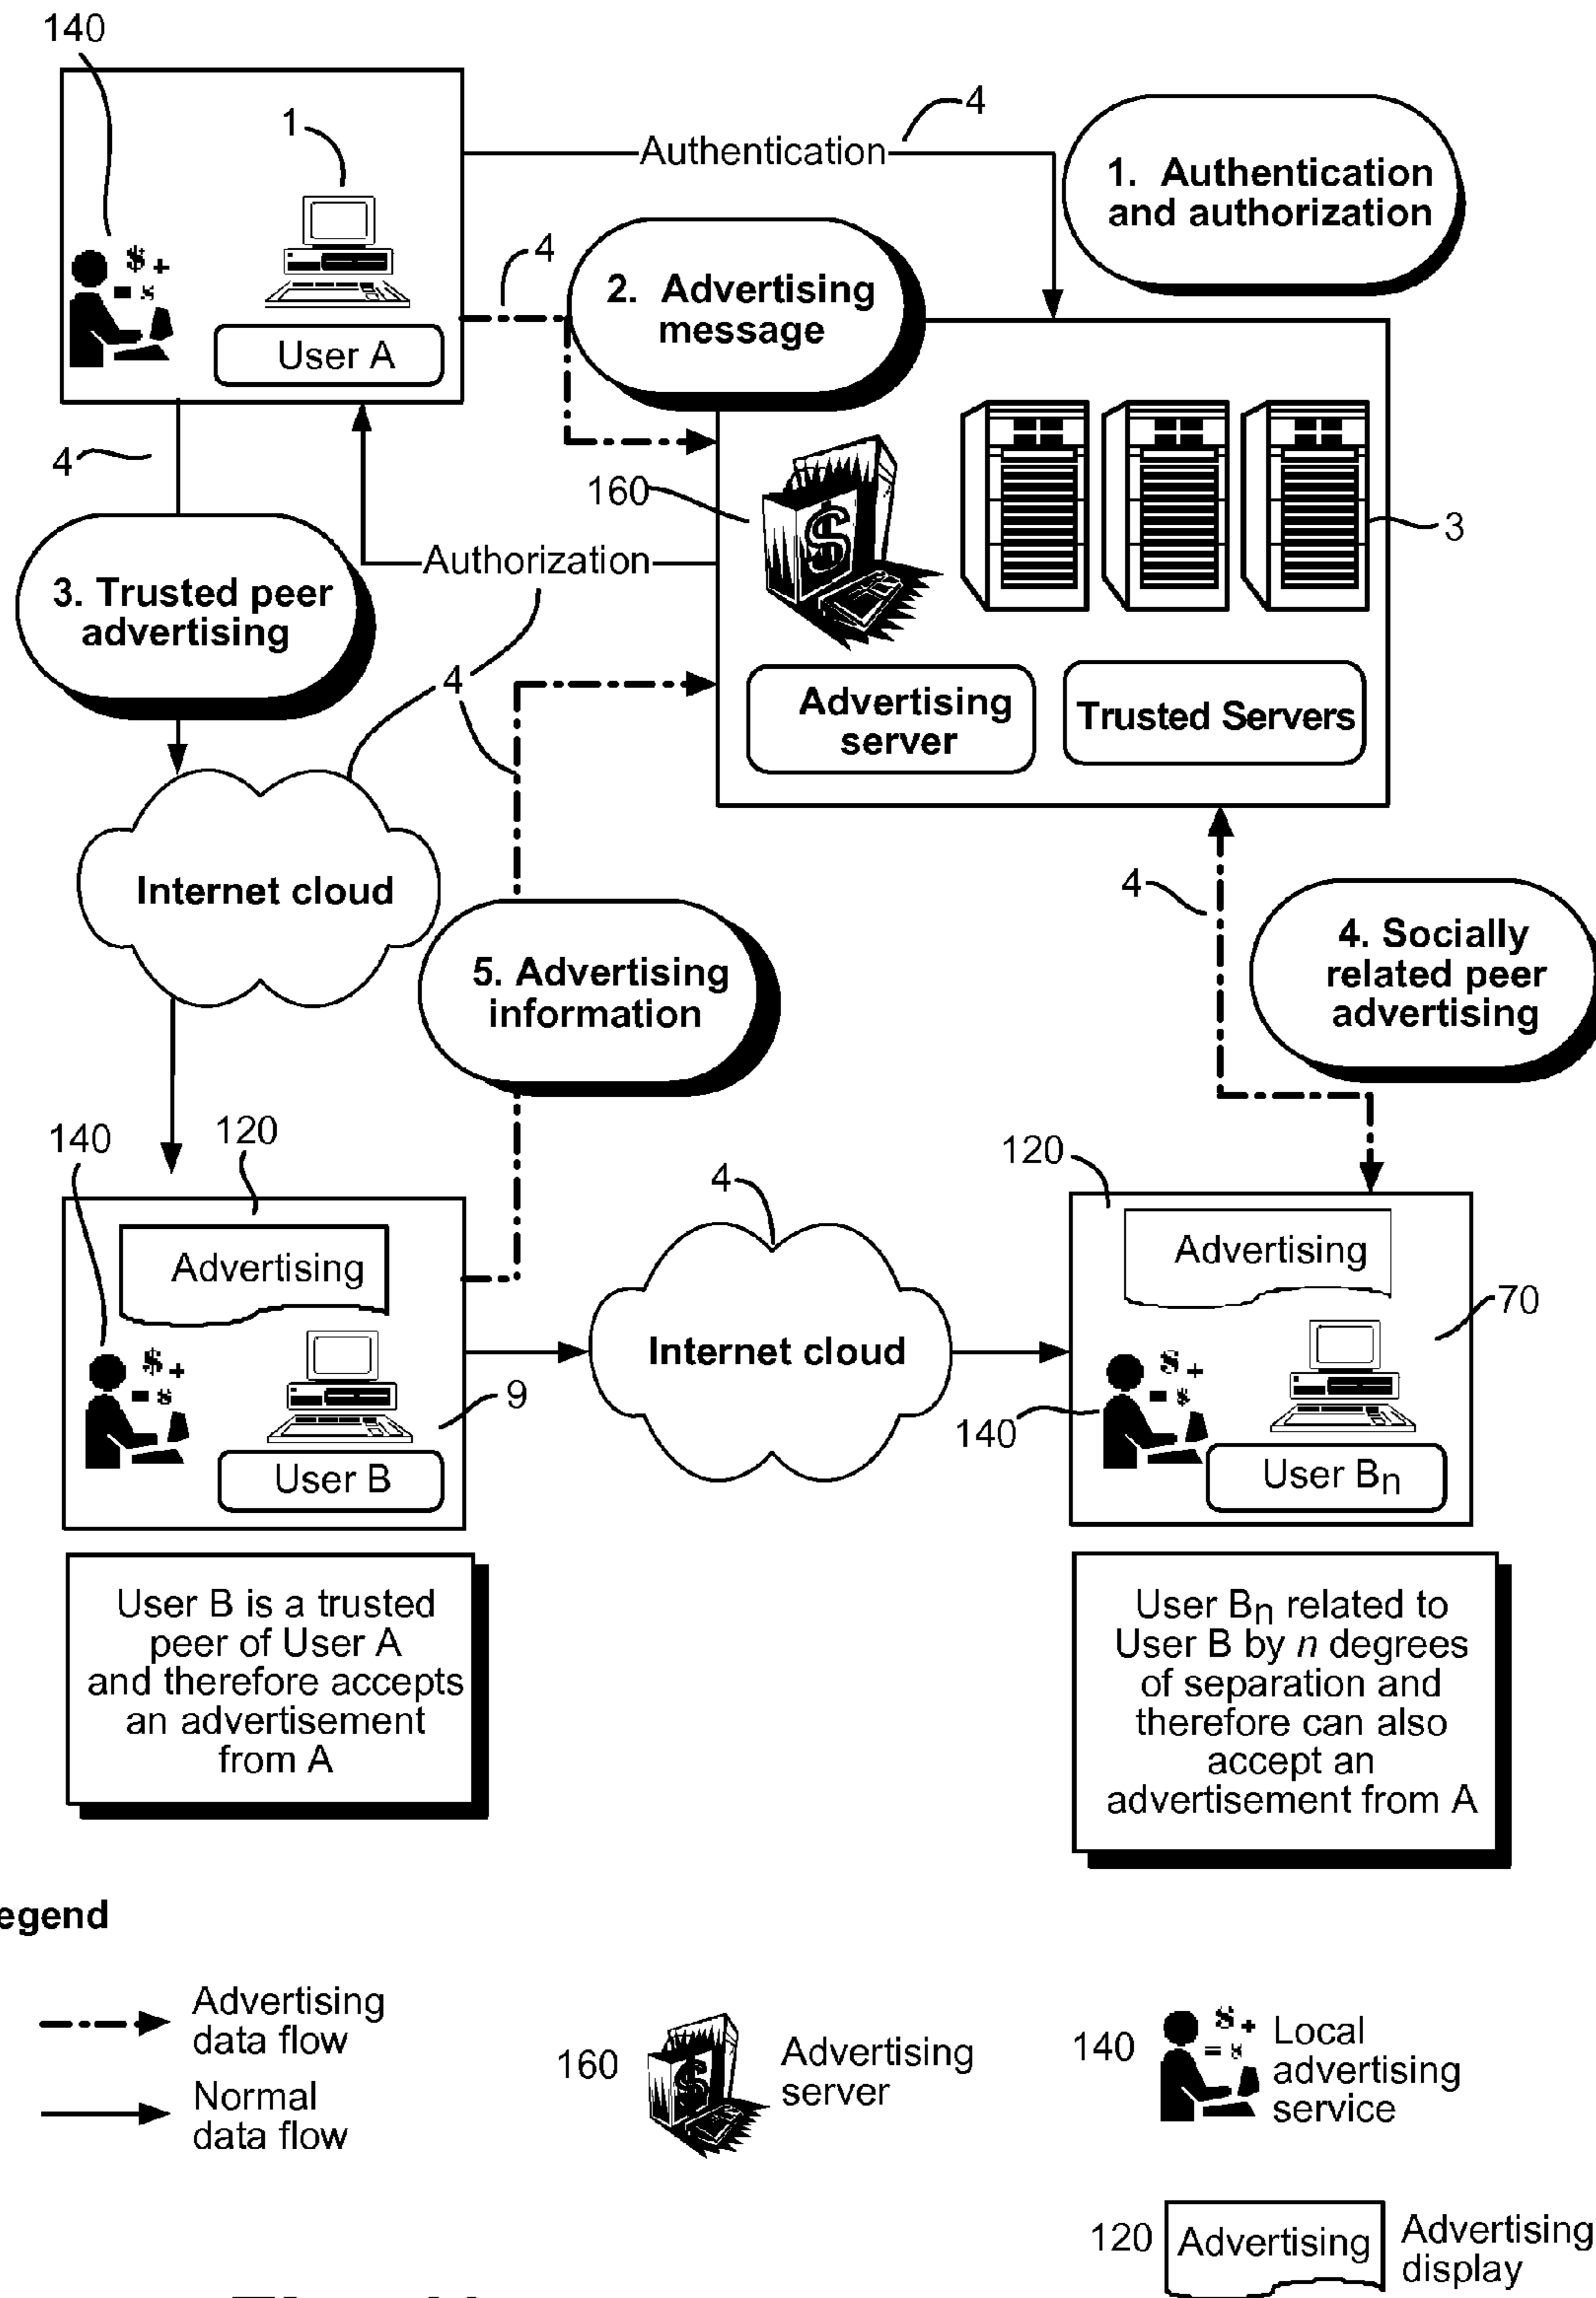 140
1
4
Authentication
1. Authentication
and authorization
4
2. Advertising
message
User A
4
160
3
Authorization
3. Trusted peer
advertising
4
Advertising
server
Trusted Servers
Internet cloud
4
5. Advertising
information
4. Socially
related peer
advertising
140
120
4
120
Advertising
Advertising
70
Internet cloud
9
140
User B
User Bn
User B is a trusted
peer of User A
and therefore accepts
an advertisement
from A
User Bn related to
User B by n degrees
of separation and
therefore can also
accept an
advertisement from A
egend
Advertising
data flow
Normal
data flow
160
Advertising
server
140
Local
advertising
service
120
Advertising
Advertising
display